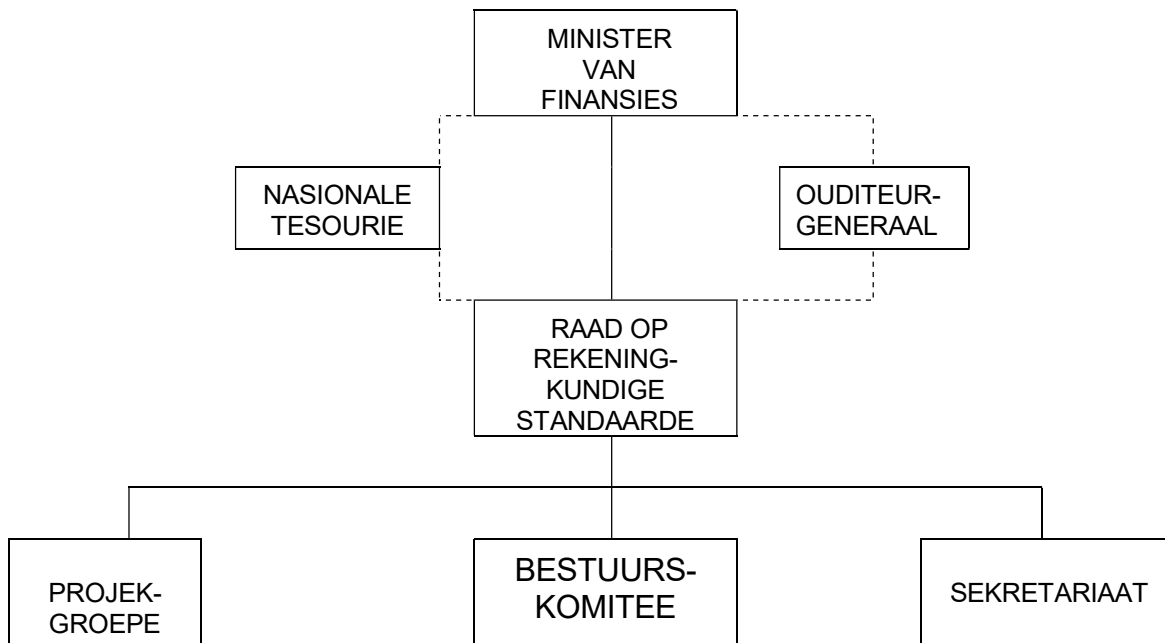 MINISTER
VAN
FINANSIES
NASIONALE
TESOURIE
OUDITEUR-
GENERAAL
RAAD OP
REKENING-
KUNDIGE
STANDAARDE
PROJEK-
GROEPE
BESTUURS-
KOMITEE
SEKRETARIAAT